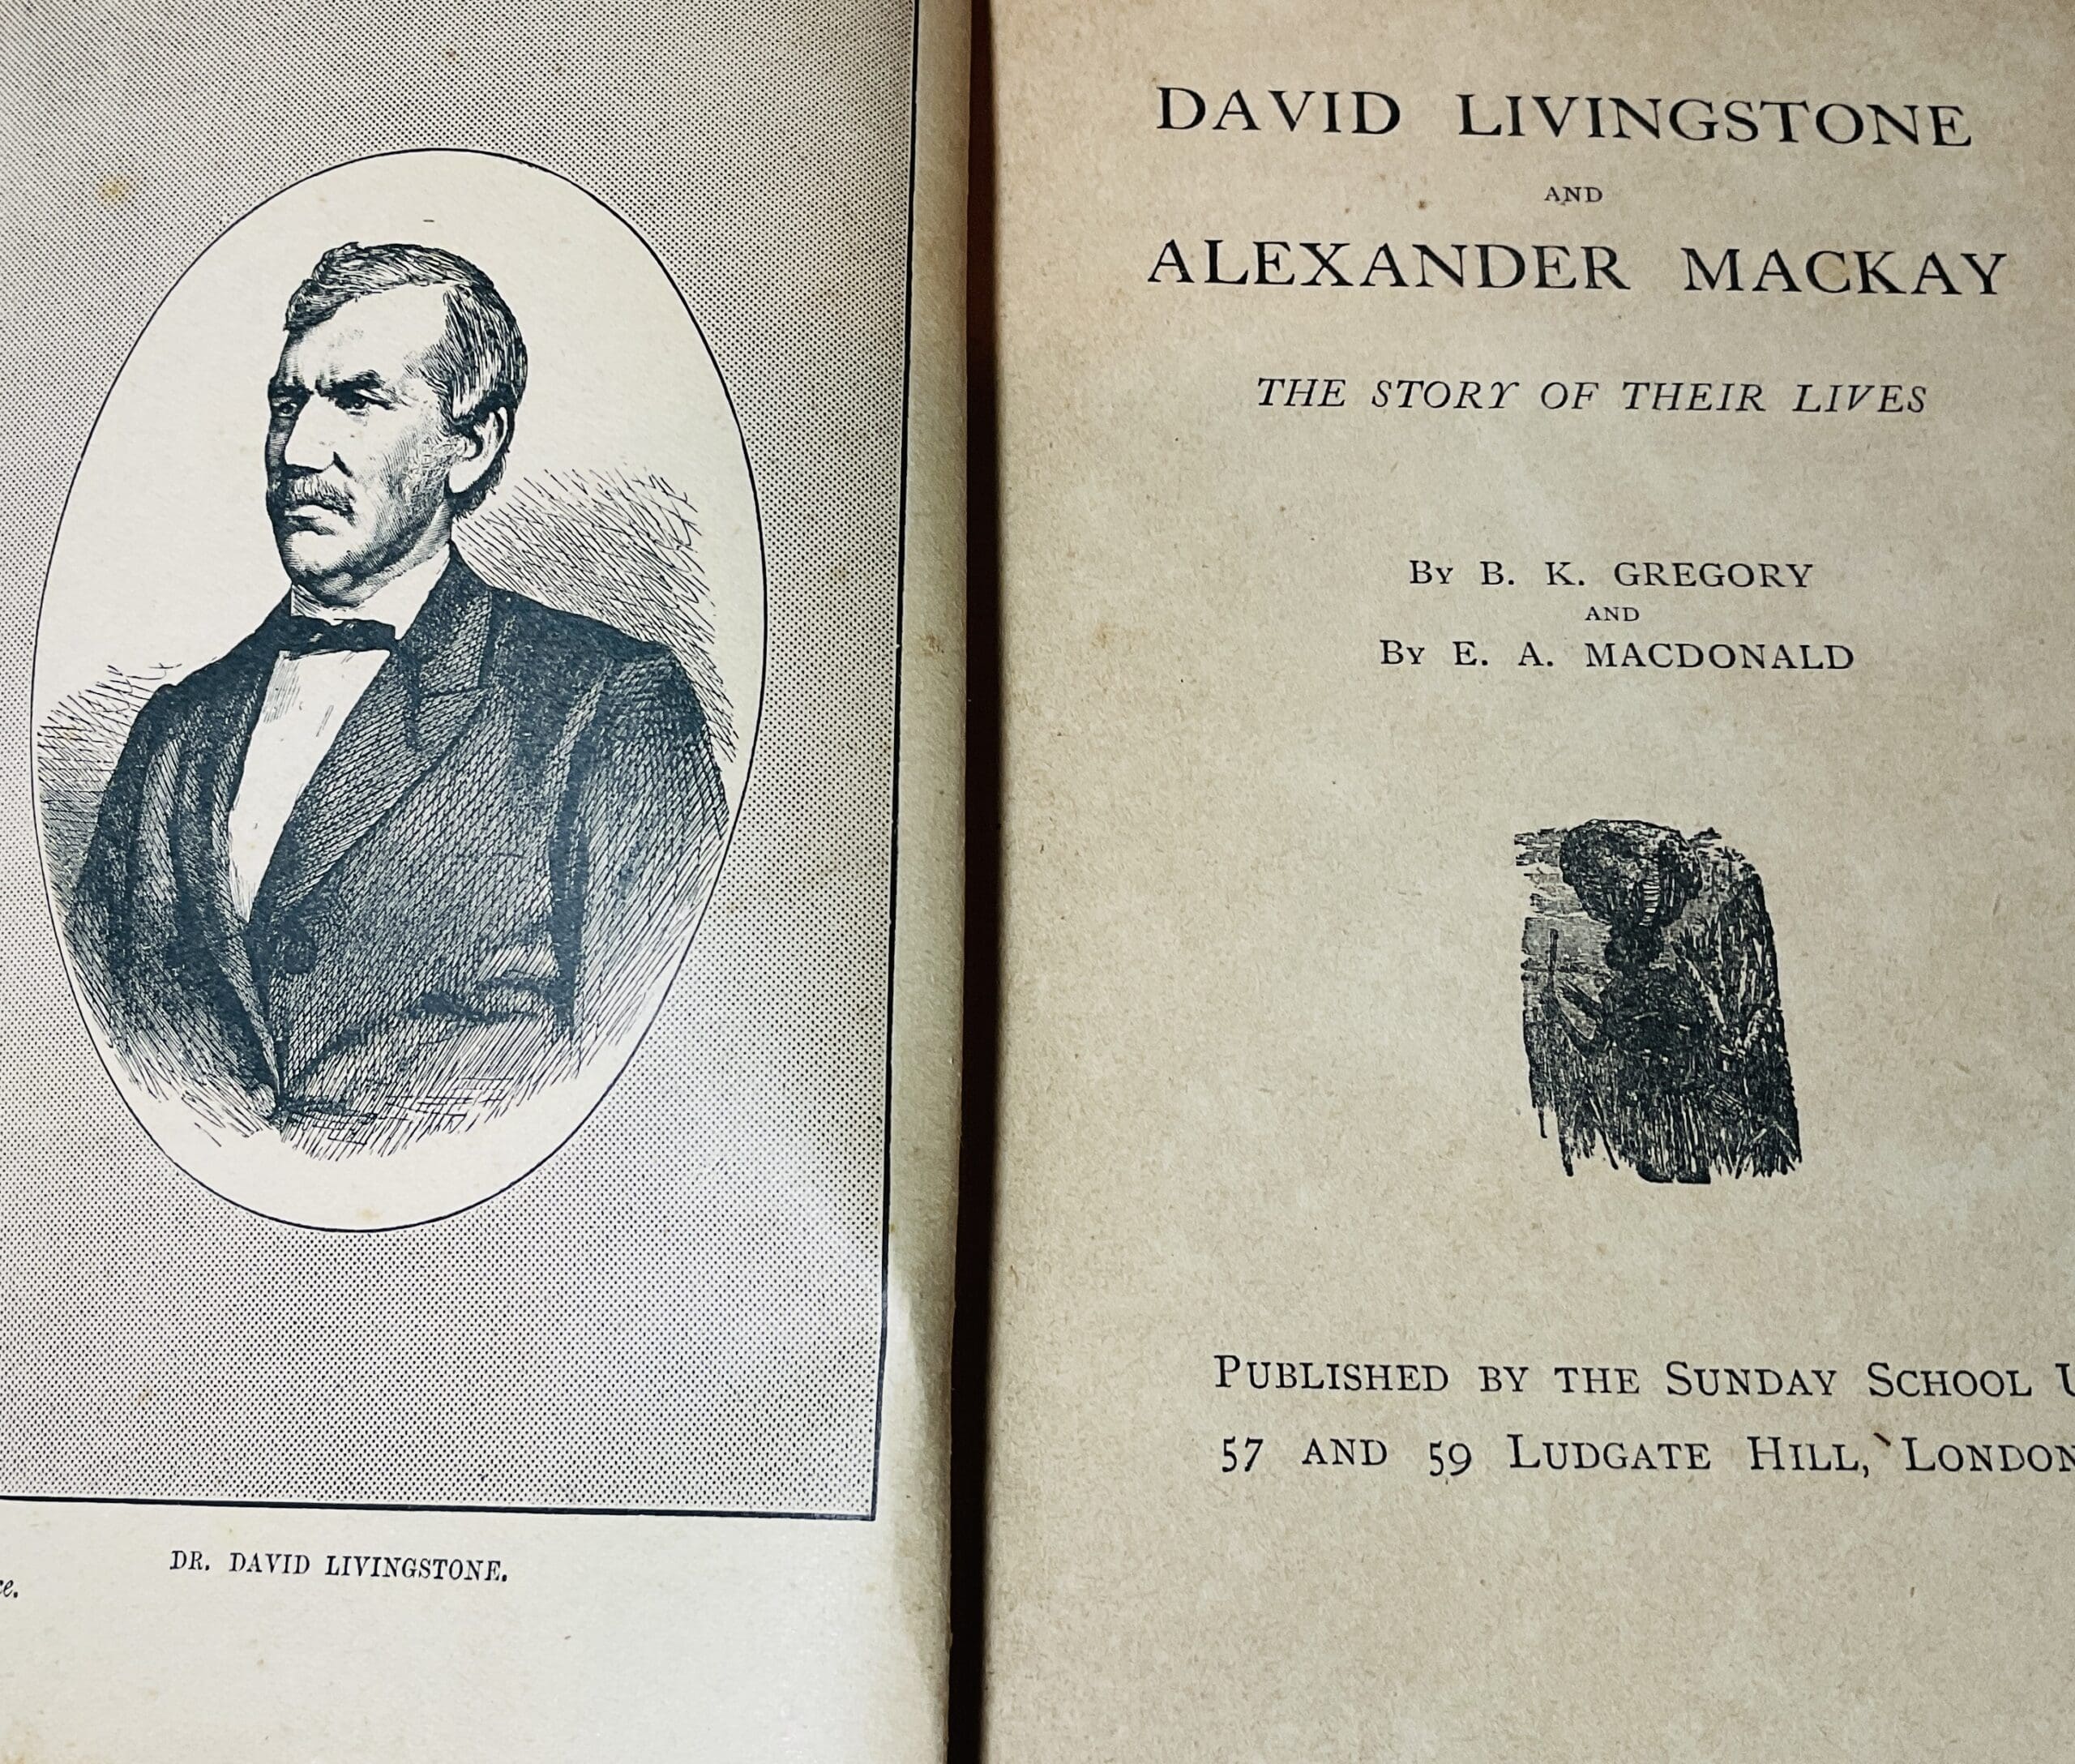 DR. DAVID LIVINGSTONE.
DAVID LIVINGSTONE
AND
ALEXANDER MACKAY
THE STORY OF THEIR LIVES
By B. K. GREGORY
AND
By E. A. MACDONALD
PUBLISHED BY THE SUNDAY SCHOOL
57 AND 59 LUDGATE HILL, LONDON